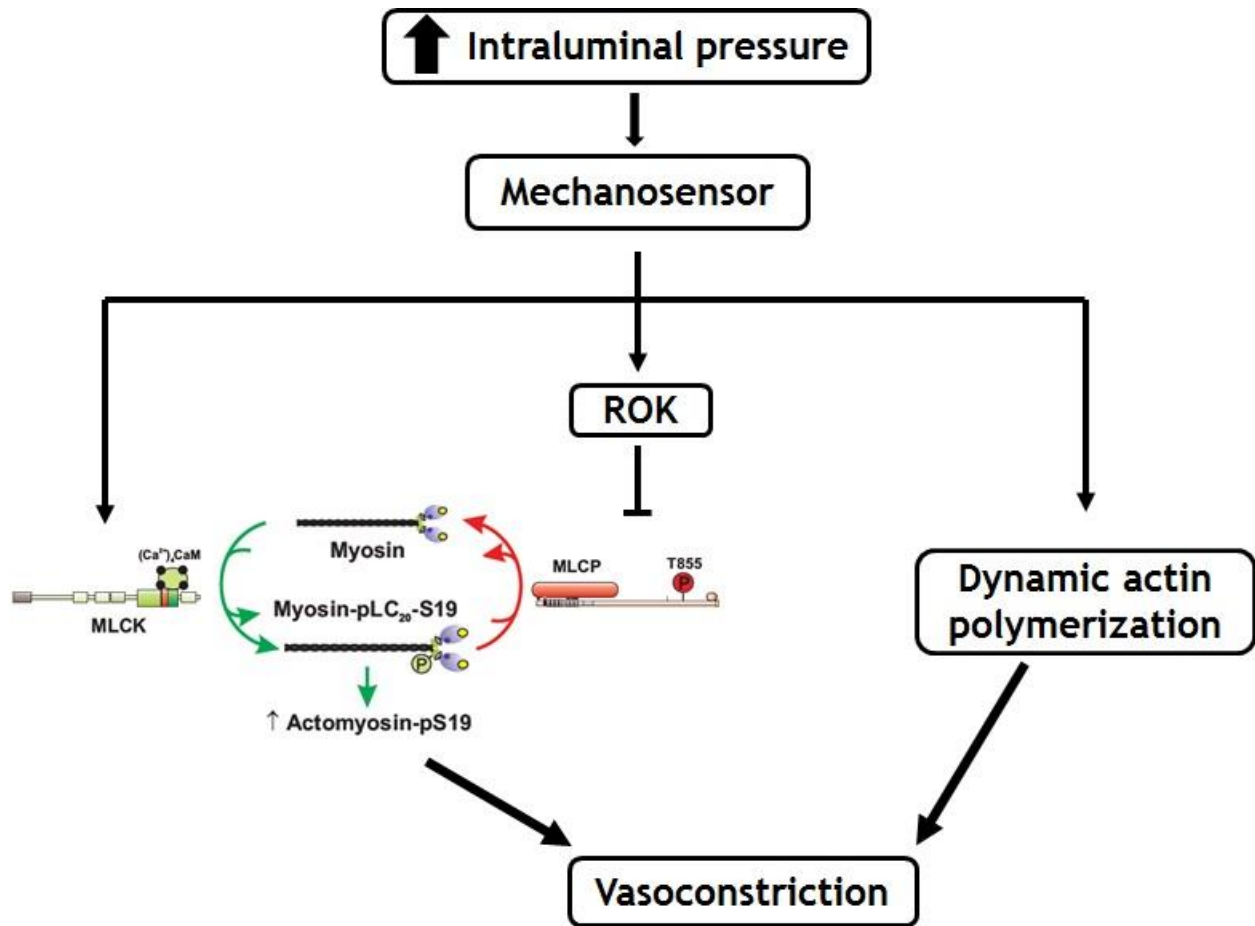 Intraluminal pressure
Mechanosensor
ROK
(Ca²⁺)₄CaM
MLCK
Myosin
Myosin-pLC₂₀-S19
P
↑ Actomyosin-pS19
MLCP
T855
P
Dynamic actin
polymerization
Vasoconstriction